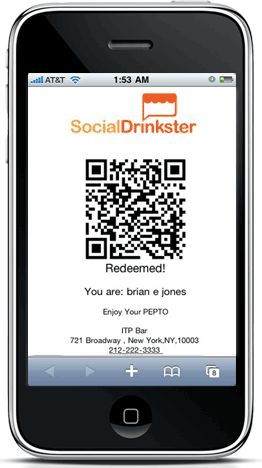 AT&T 1:53 AM
SocialDrinkster
Redeemed!
You are: brian e jones
Enjoy Your PEPTO
ITP Bar
721 Broadway , New York,NY,10003
212-222-3333
8